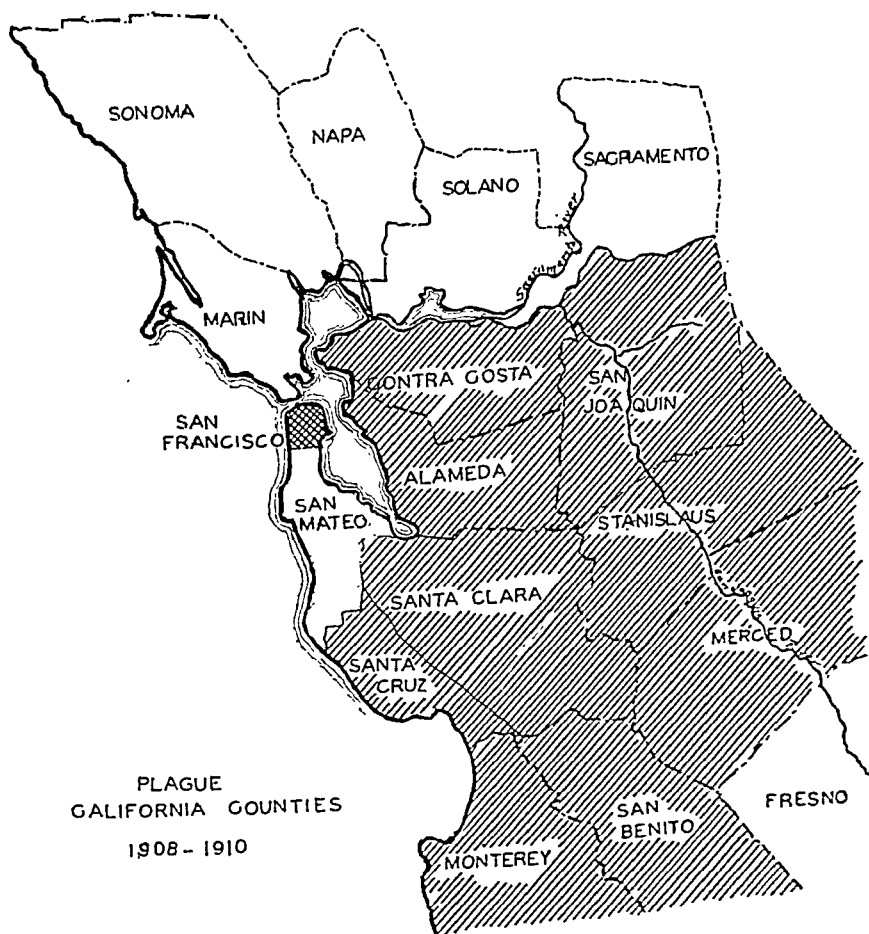 SONOMA
NAPA
SOLANO
SACRAMENTO
Sacramento River
MARIN
CONTRA COSTA
SAN
JOAQUIN
SAN
FRANCISCO
ALAMEDA
SAN
MATEO.
STANISLAUS
SANTA CLARA
MERCED
SANTA
CRUZ
PLAGUE
CALIFORNIA COUNTIES
1908-1910
SAN
BENITO
FRESNO
MONTEREY